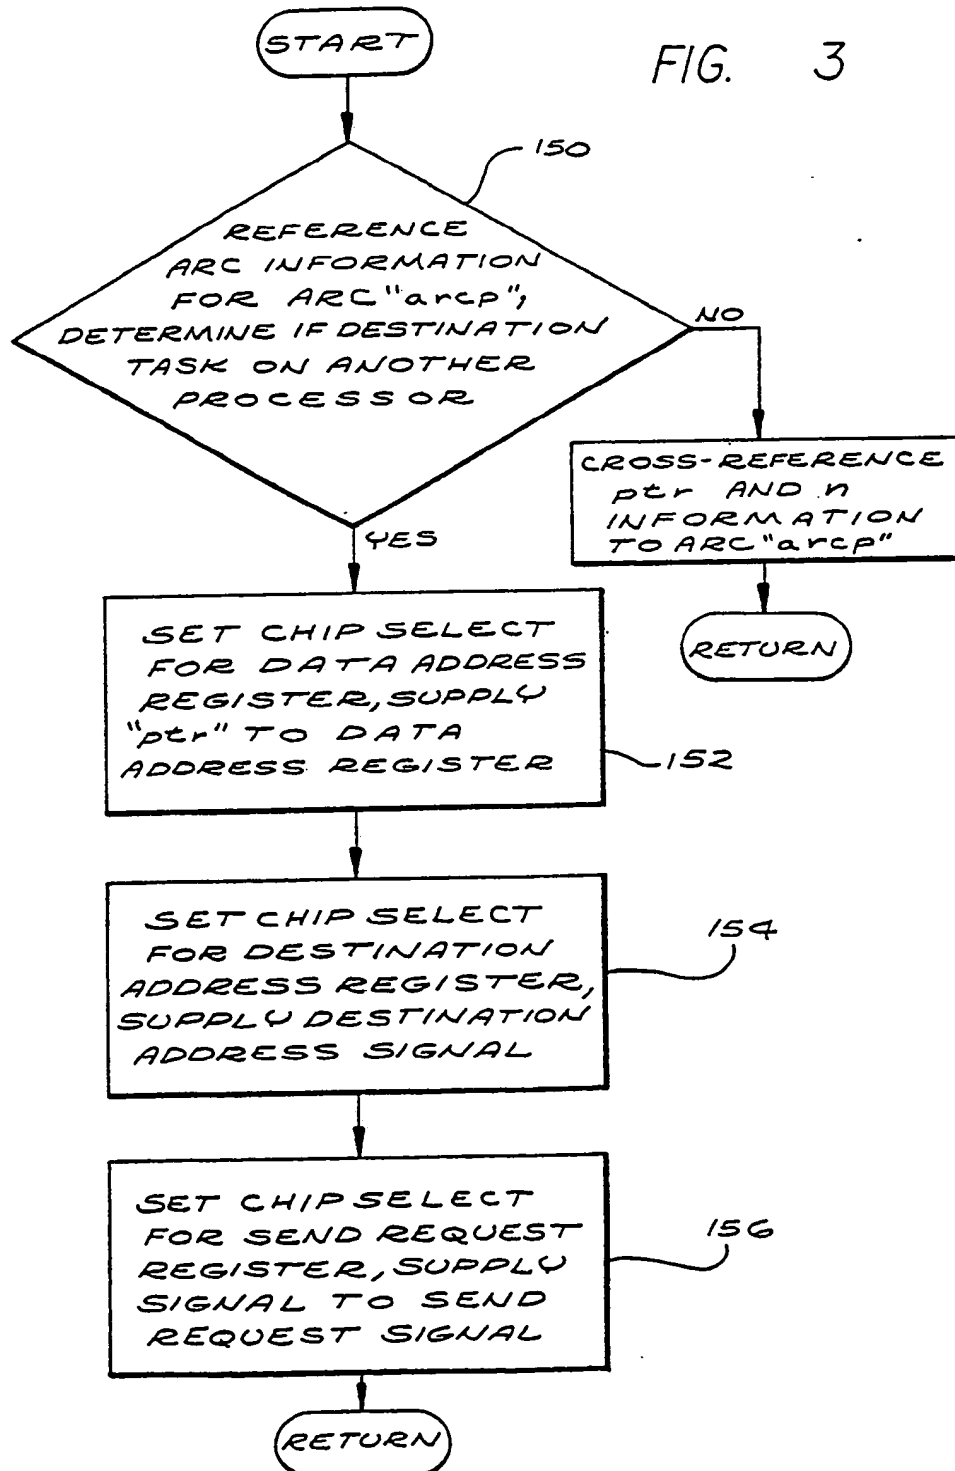 START
FIG. 3
150
REFERENCE
ARC INFORMATION
FOR ARC "arcp";
DETERMINE IF DESTINATION
TASK ON ANOTHER
PROCESSOR
NO
CROSS-REFERENCE
ptr AND n
INFORMATION
TO ARC "arcp"
RETURN
YES
SET CHIP SELECT
FOR DATA ADDRESS
REGISTER, SUPPLY
"ptr" TO DATA
ADDRESS REGISTER
152
SET CHIP SELECT
FOR DESTINATION
ADDRESS REGISTER,
SUPPLY DESTINATION
ADDRESS SIGNAL
154
SET CHIP SELECT
FOR SEND REQUEST
REGISTER, SUPPLY
SIGNAL TO SEND
REQUEST SIGNAL
156
RETURN